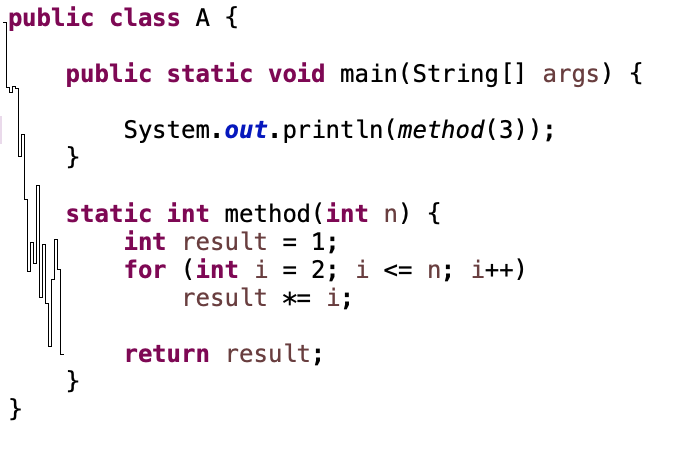 public class A {
public static void main(String[] args) {
System.out.println(method(3));
}
static int method(int n) {
int result = 1;
for (int i = 2; i <= n; i++)
result *= i;
return result;
}
}